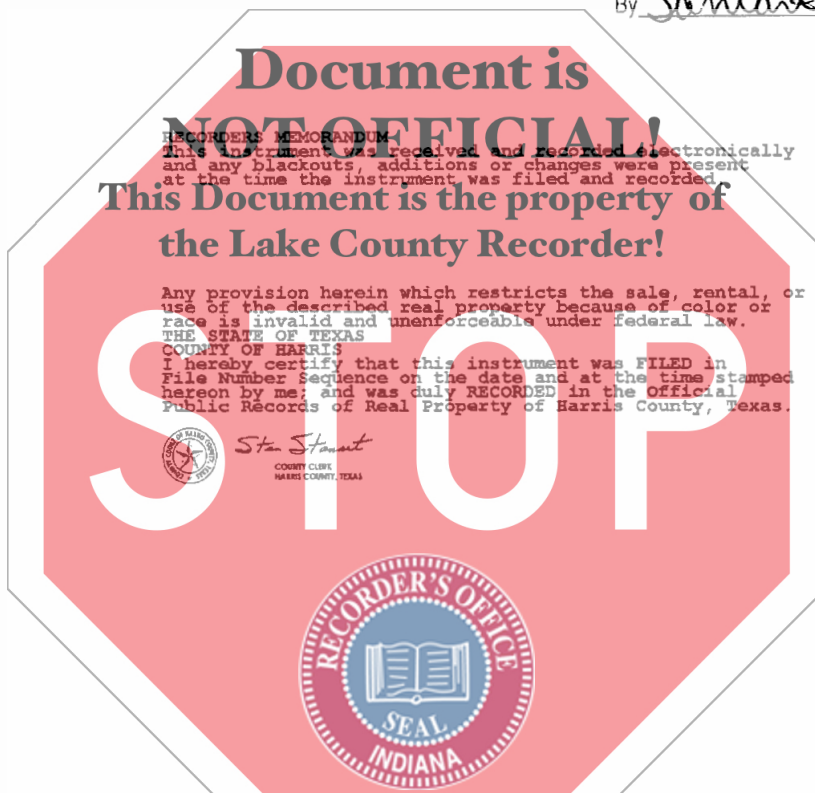 By
Document is
NOT OFFICIAL!
RECORDERS MEMORANDUM
This instrument was received and recorded electronically
and any blackouts, additions or changes were present
at the time the instrument was filed and recorded.
This Document is the property of
the Lake County Recorder!
Any provision herein which restricts the sale, rental, or
use of the described real property because of color or
race is invalid and unenforceable under federal law.
THE STATE OF TEXAS
COUNTY OF HARRIS
I hereby certify that this instrument was FILED in
File Number Sequence on the date and at the time stamped
hereon by me; and was duly RECORDED in the official
Public Records of Real Property of Harris County, Texas.
COUNTY CLERK
HARRIS COUNTY, TEXAS
STOP
RECORDER'S OFFICE
SEAL
INDIANA